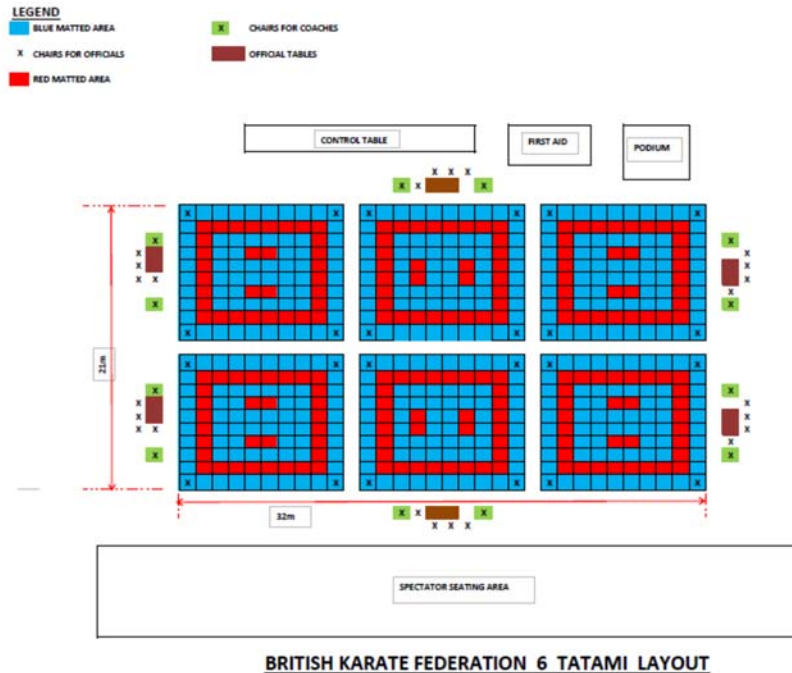 LEGEND
BLUE MATTED AREA
X CHAIRS FOR COACHES
X CHAIRS FOR OFFICIALS
OFFICIAL TABLES
RED MATTED AREA
CONTROL TABLE
FIRST AID
PODIUM
X X X
X X X
X X X X X X
X X
X X
X X
X X
X X X
X X
X X
X X X X X X
21m
X X X X X X
X X
X X
X X
X X
X X X
X X
X X
X X X X X X
32m
X X X
X X X
SPECTATOR SEATING AREA
BRITISH KARATE FEDERATION 6 TATAMI LAYOUT